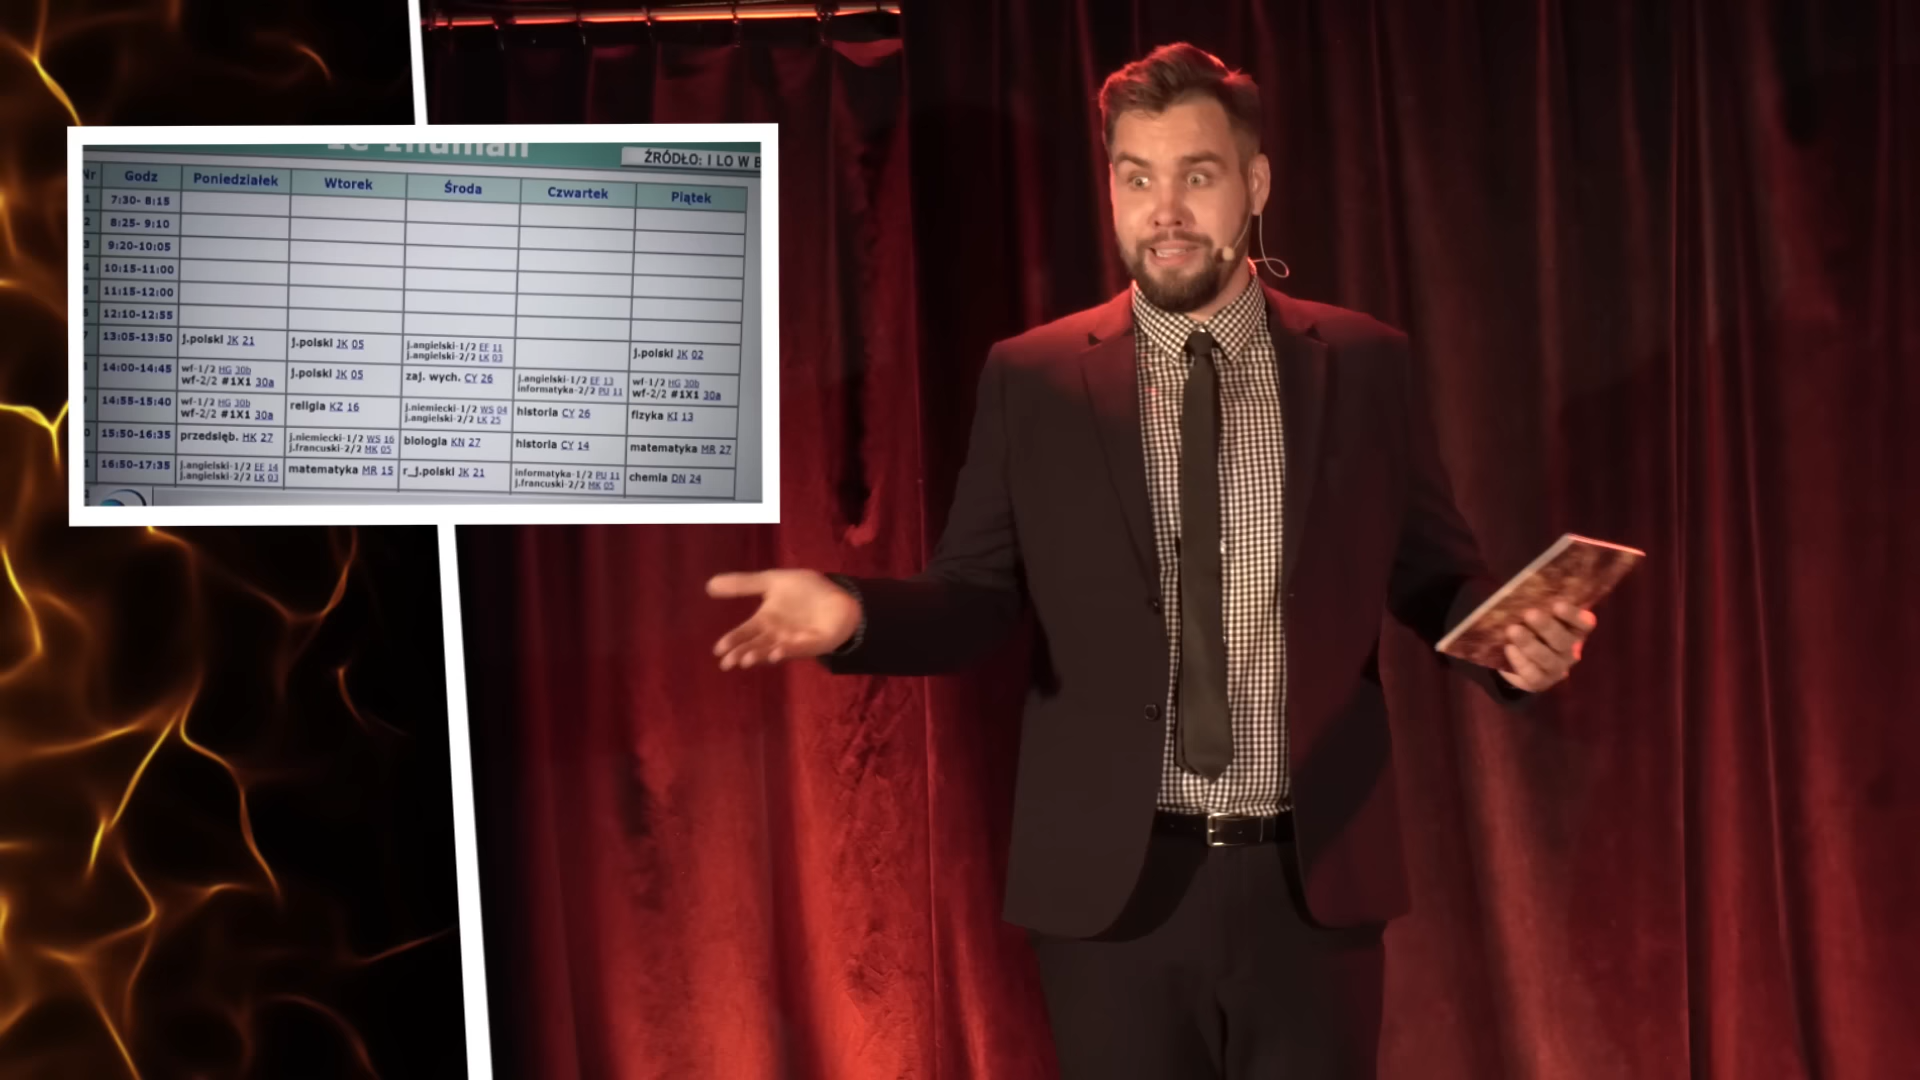 ŹRÓDŁO: I LO W B
Nr Godz Poniedziałek Wtorek Środa Czwartek Piątek
1 7:30- 8:15
2 8:25- 9:10
3 9:20-10:05
4 10:15-11:00
5 11:15-12:00
6 12:10-12:55
7 13:05-13:50 j.polski JK 21 j.polski JK 05 j.angielski-1/2 EF 11 j.polski JK 02
j.angielski-2/2 LK 03
14:00-14:45 wf-1/2 HG 30b j.polski JK 05 zaj. wych. CY 26 j.angielski-1/2 EF 13 wf-1/2 HG 30b
wf-2/2 #1X1 30a informatyka-2/2 PU 11 wf-2/2 #1X1 30a
14:55-15:40 wf-1/2 HG 30b religia KZ 16 j.niemiecki-1/2 WS 04 historia CY 26 fizyka KI 13
wf-2/2 #1X1 30a j.angielski-2/2 LK 25
0 15:50-16:35 przedsięb. HK 27 j.niemiecki-1/2 WS 16 biologia KN 27 historia CY 14 matematyka MR 27
j.francuski-2/2 MK 05
1 16:50-17:35 j.angielski-1/2 EF 14 matematyka MR 15 r_j.polski JK 21 informatyka-1/2 PU 11 chemia DN 24
j.angielski-2/2 LK 03 j.francuski-2/2 MK 05
2